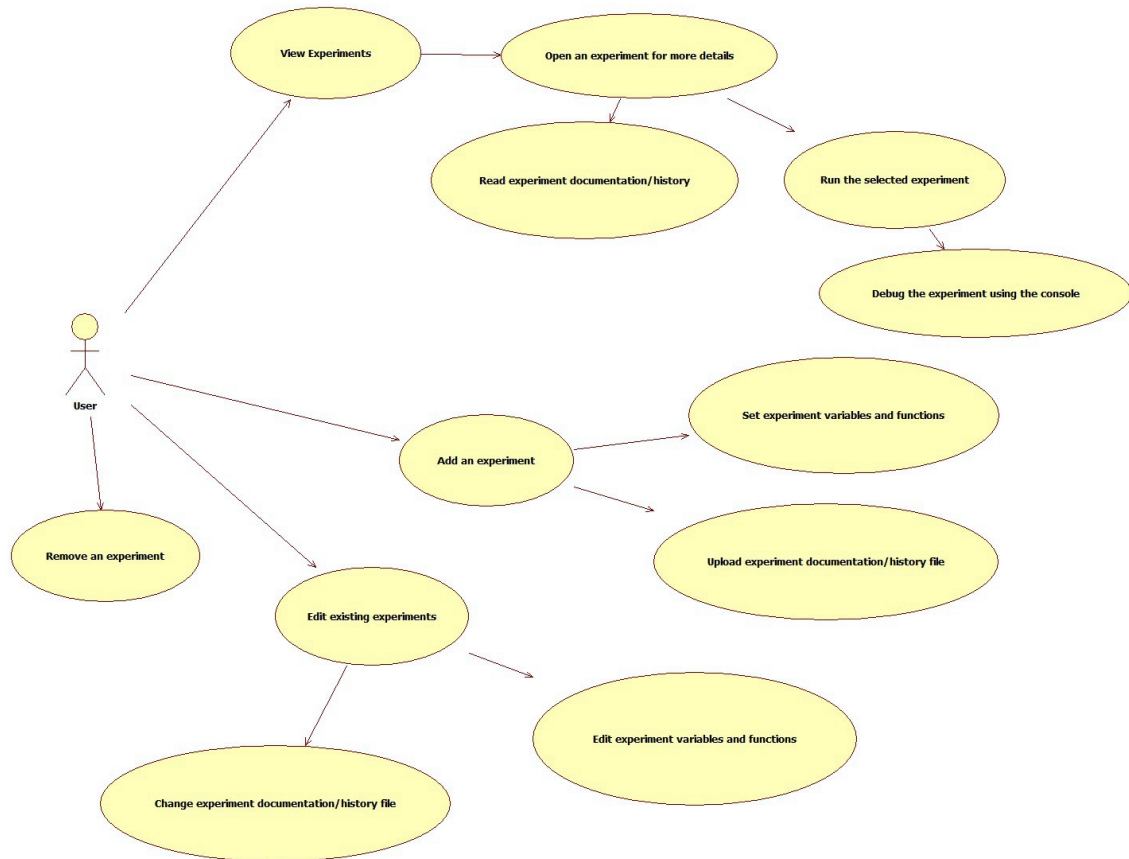 View Experiments
Open an experiment for more details
Read experiment documentation/history
Run the selected experiment
Debug the experiment using the console
User
Set experiment variables and functions
Add an experiment
Remove an experiment
Upload experiment documentation/history file
Edit existing experiments
Edit experiment variables and functions
Change experiment documentation/history file